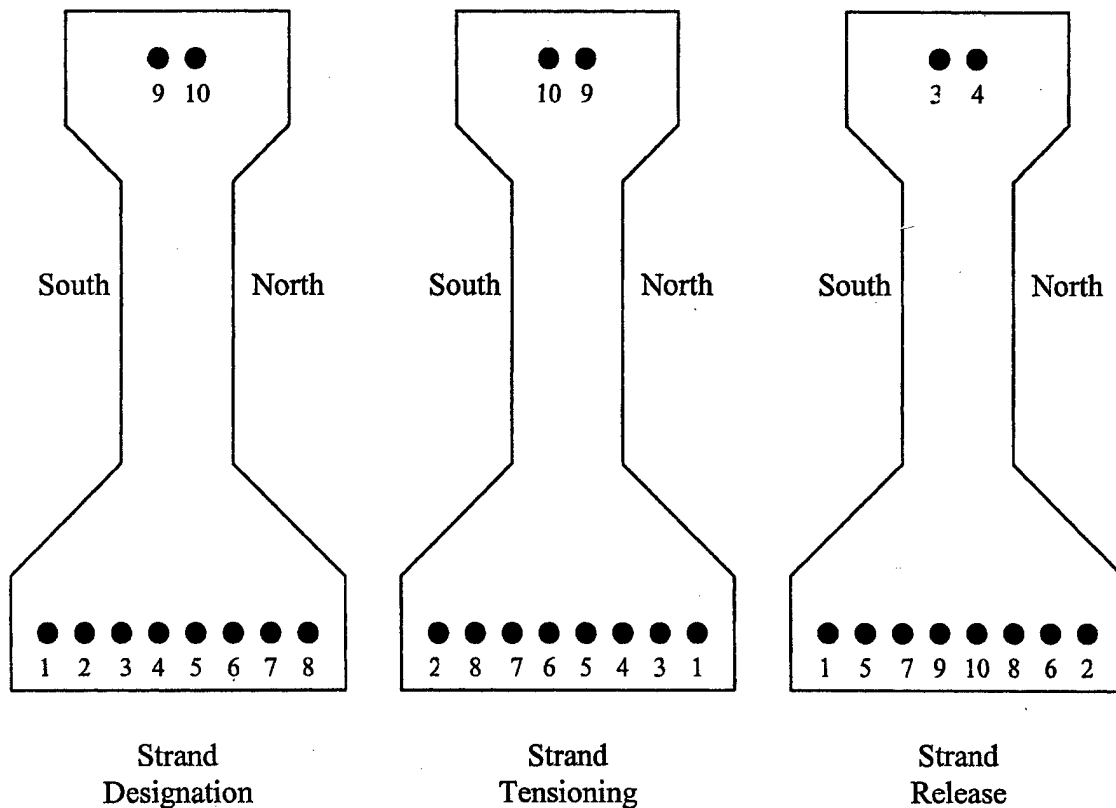 9 10
10 9
3 4
South North
South North
South North
1 2 3 4 5 6 7 8
2 8 7 6 5 4 3 1
1 5 7 9 10 8 6 2
Strand
Designation
Strand
Tensioning
Strand
Release